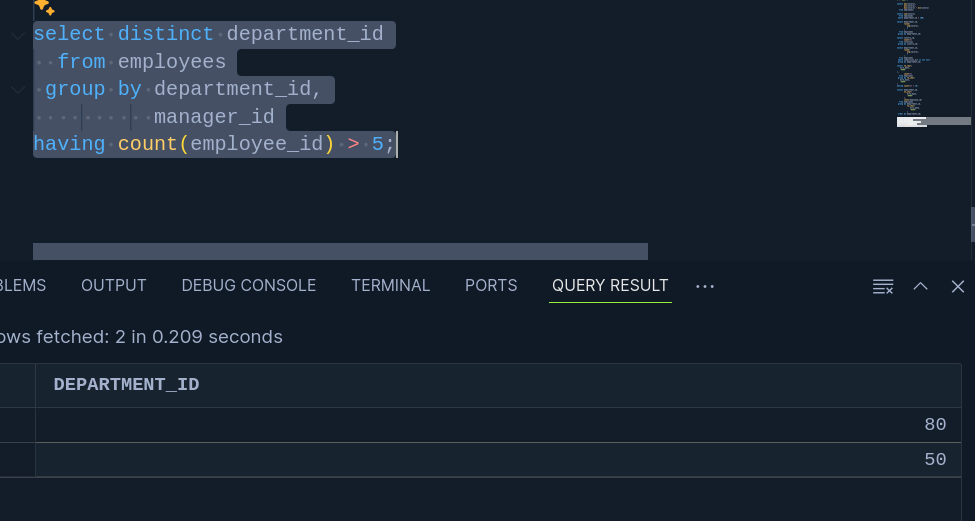 select distinct department_id
from employees
group by department_id,
manager_id
having count(employee_id) > 5;
BLEMS OUTPUT DEBUG CONSOLE TERMINAL PORTS QUERY RESULT
ows fetched: 2 in 0.209 seconds
DEPARTMENT_ID
80
50